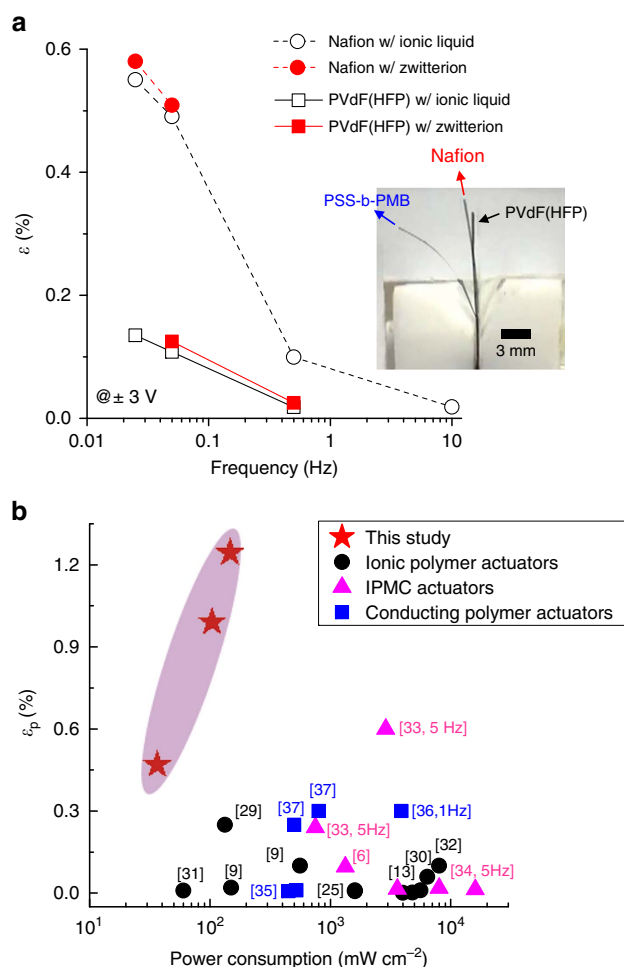 a
Nafion w/ ionic liquid
Nafion w/ zwitterion
PVdF(HFP) w/ ionic liquid
PVdF(HFP) w/ zwitterion
Nafion
PSS-b-PMB
PVdF(HFP)
3 mm
ε (%)
0.6
0.4
0.2
0.0
@± 3 V
0.01 0.1 1 10
Frequency (Hz)
b
This study
Ionic polymer actuators
IPMC actuators
Conducting polymer actuators
εp (%)
1.2
0.9
0.6
0.3
0.0
[33, 5 Hz]
[37]
[29] [37] [36,1Hz]
[33, 5Hz]
[32]
[9] [6] [30]
[31] [9] [13] [34, 5Hz]
[35] [25]
10¹ 10² 10³ 10⁴
Power consumption (mW cm⁻²)